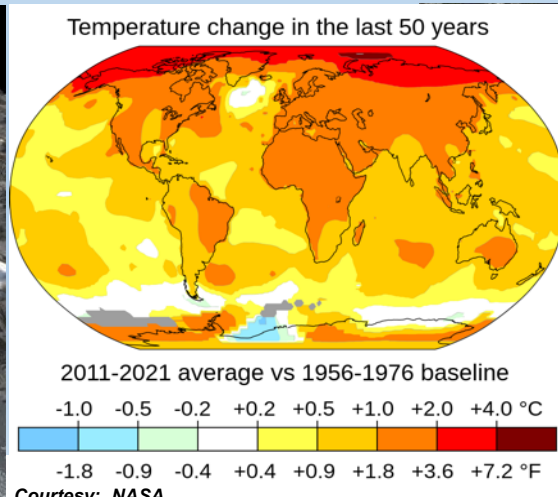 Temperature change in the last 50 years
2011-2021 average vs 1956-1976 baseline
-1.0 -0.5 -0.2 +0.2 +0.5 +1.0 +2.0 +4.0 °C
-1.8 -0.9 -0.4 +0.4 +0.9 +1.8 +3.6 +7.2 °F
Courtesy: NASA